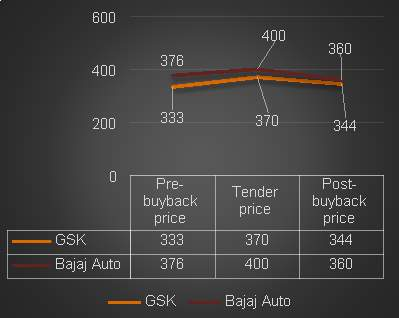 600
400
200
0
376
400
360
333
370
344
Pre-
buyback
price
Tender
price
Post-
buyback
price
GSK 333 370 344
Bajaj Auto 376 400 360
GSK Bajaj Auto